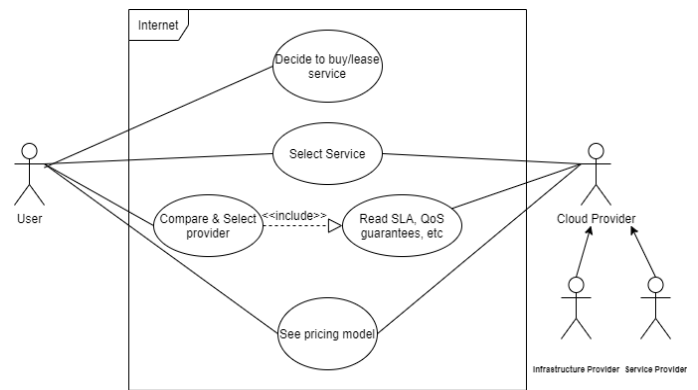 Internet
Decide to buy/lease
service
Select Service
User
Cloud Provider
Compare & Select
provider
<<include>>
Read SLA, QoS
guarantees, etc
See pricing model
Infrastructure Provider
Service Provider